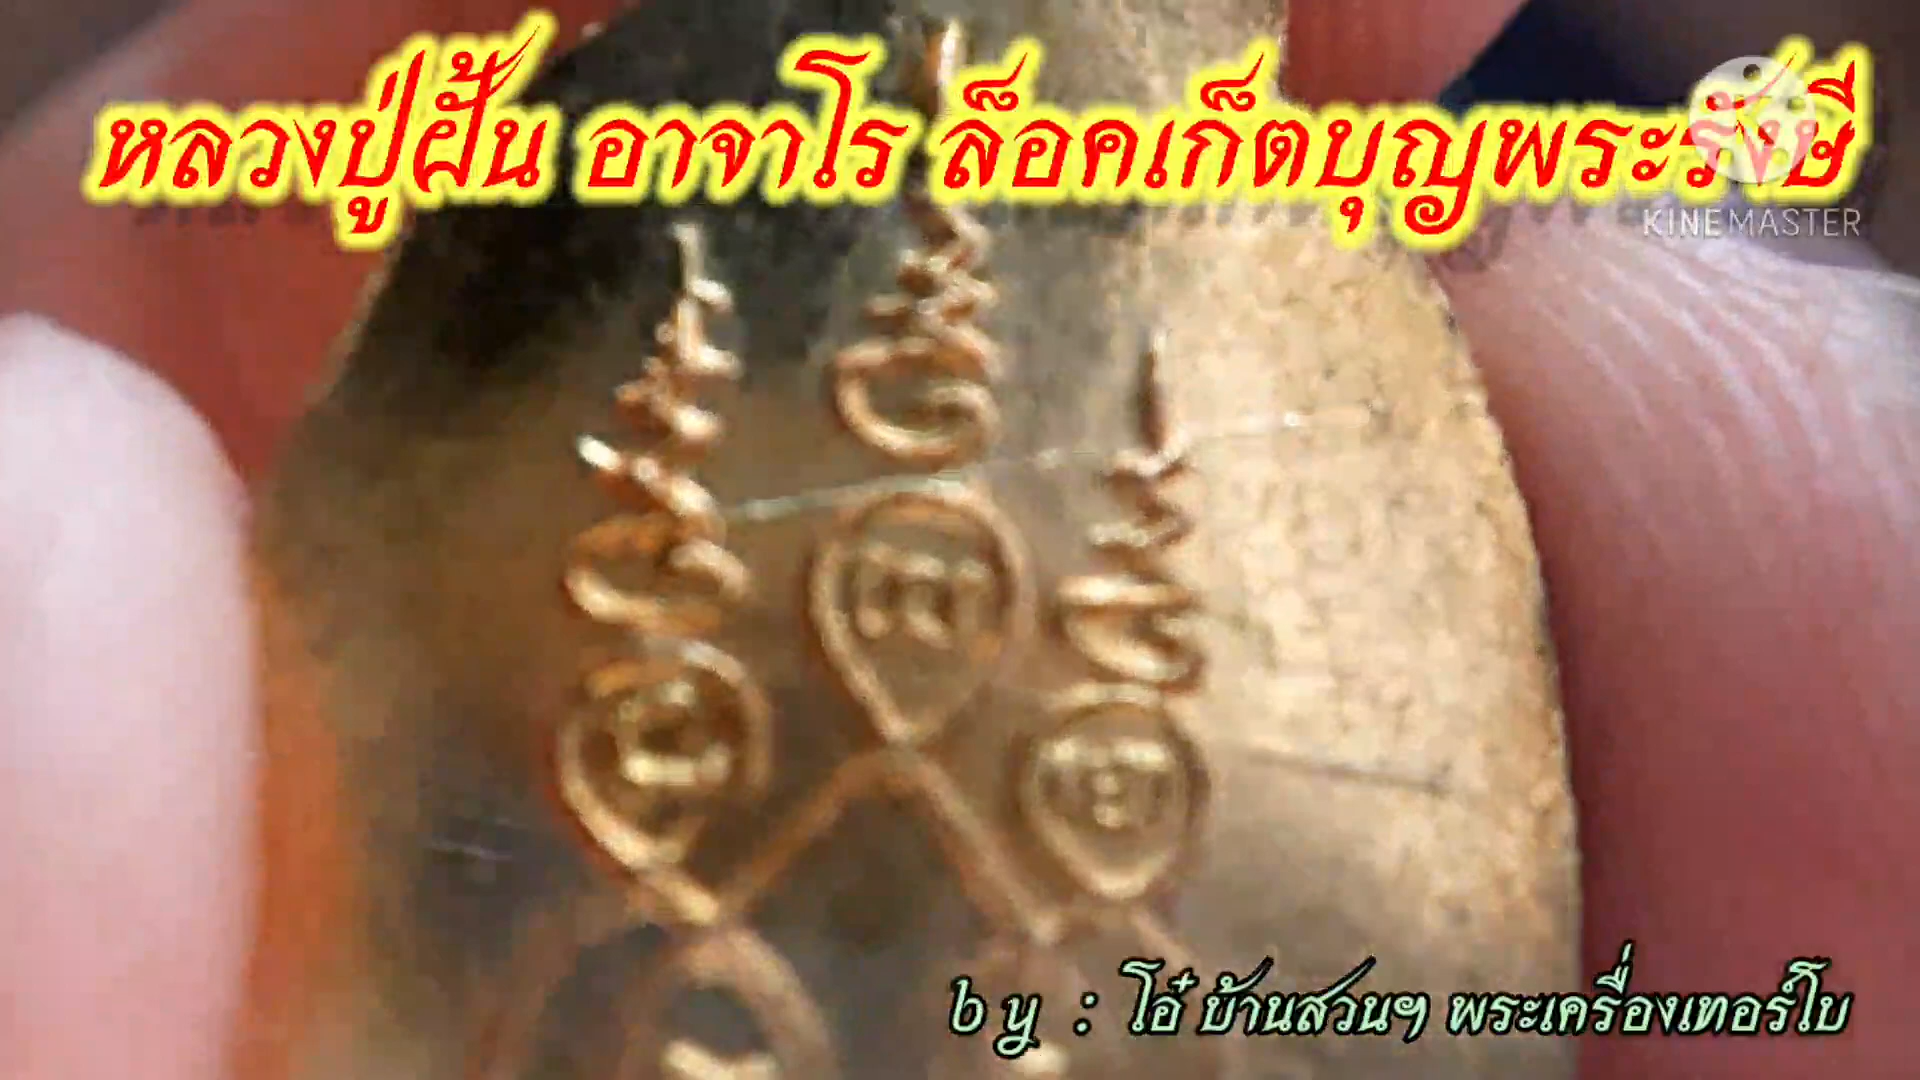 หลวงปู่ฝั้น อาจาโร ล็อคเก็ตบุญพระรังษี
KINEMASTER
by : โอ๋ บ้านสวนฯ พระเครื่องเทอร์โบ